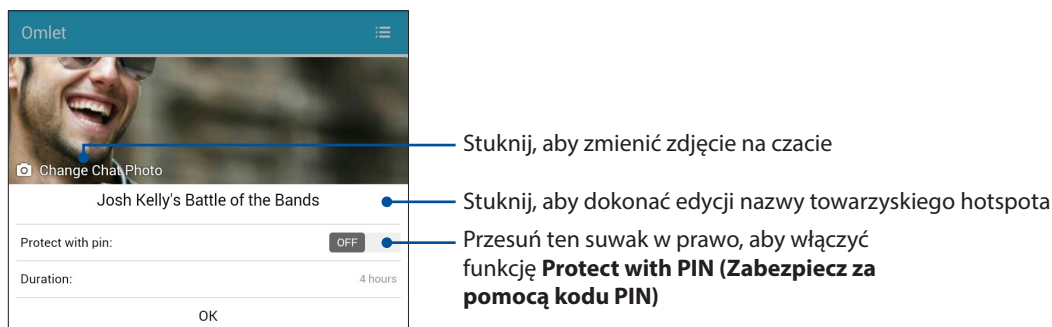 Omlet
Change Chat Photo
Josh Kelly's Battle of the Bands
Protect with pin:
OFF
Duration:
4 hours
OK
Stuknij, aby zmienić zdjęcie na czacie
Stuknij, aby dokonać edycji nazwy towarzyskiego hotspota
Przesuń ten suwak w prawo, aby włączyć
funkcję Protect with PIN (Zabezpiecz za
pomocą kodu PIN)